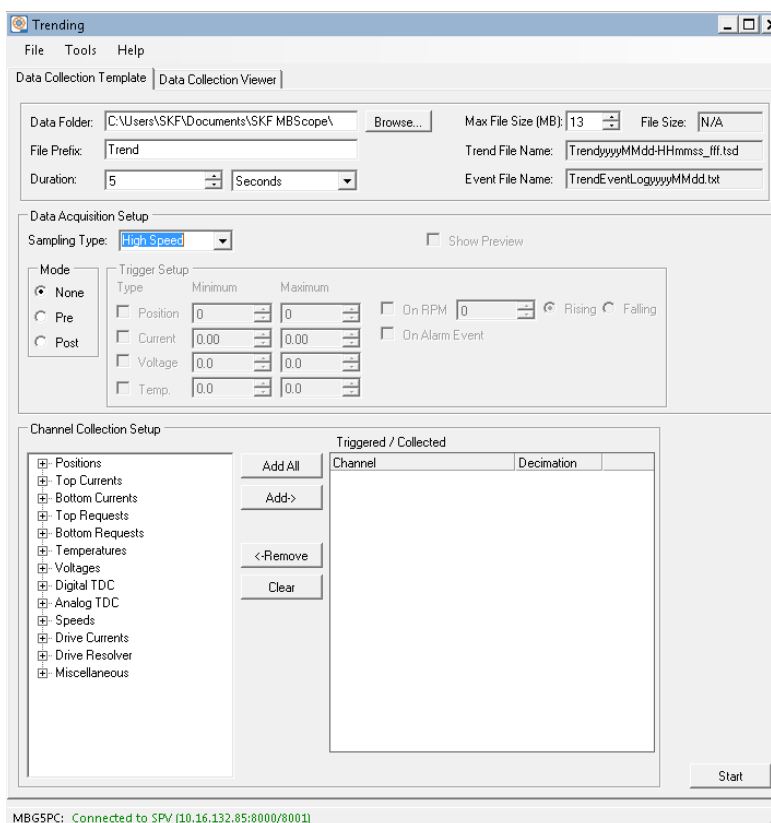 Trending
File Tools Help
Data Collection Template Data Collection Viewer
Data Folder: C:\Users\SKF\Documents\SKF MBScope\ Browse... Max File Size (MB): 13 File Size: N/A
File Prefix: Trend Trend File Name: TrendyyyyMMdd-HHmmss_fff.tsd
Duration: 5 Seconds Event File Name: TrendEventLogyyyyMMdd.txt
Data Acquisition Setup
Sampling Type: High Speed Show Preview
Mode Trigger Setup
None Type Minimum Maximum
Pre Position 0 0 On RPM 0 Rising Falling
Post Current 0.00 0.00 On Alarm Event
Voltage 0.0 0.0
Temp. 0.0 0.0
Channel Collection Setup
Triggered / Collected
Positions Add All Channel Decimation
Top Currents
Bottom Currents Add->
Top Requests
Bottom Requests
Temperatures <-Remove
Voltages
Digital TDC Clear
Analog TDC
Speeds
Drive Currents
Drive Resolver
Miscellaneous
Start
MBG5PC: Connected to SPV (10.16.132.85:8000/8001)